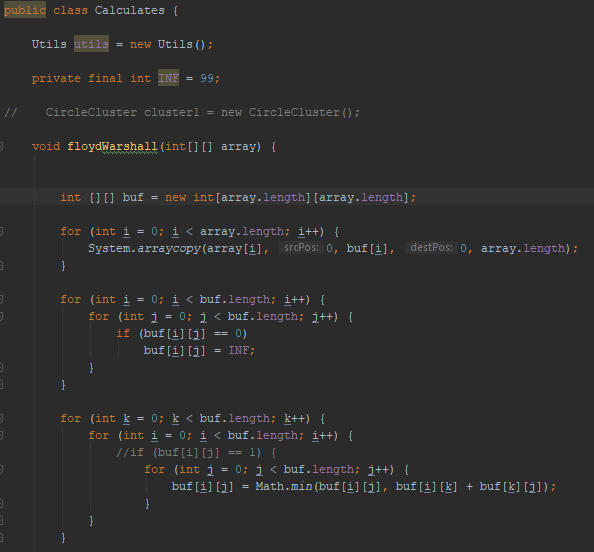 public class Calculates {
Utils utils = new Utils();
private final int INF = 99;
// CircleCluster cluster1 = new CircleCluster();
void floydWarshall(int[][] array) {
int [][] buf = new int[array.length][array.length];
for (int i = 0; i < array.length; i++) {
System.arraycopy(array[i], srcPos: 0, buf[i], destPos: 0, array.length);
}
for (int i = 0; i < buf.length; i++) {
for (int j = 0; j < buf.length; j++) {
if (buf[i][j] == 0)
buf[i][j] = INF;
}
}
for (int k = 0; k < buf.length; k++) {
for (int i = 0; i < buf.length; i++) {
//if (buf[i][j] == 1) {
for (int j = 0; j < buf.length; j++) {
buf[i][j] = Math.min(buf[i][j], buf[i][k] + buf[k][j]);
}
}
}